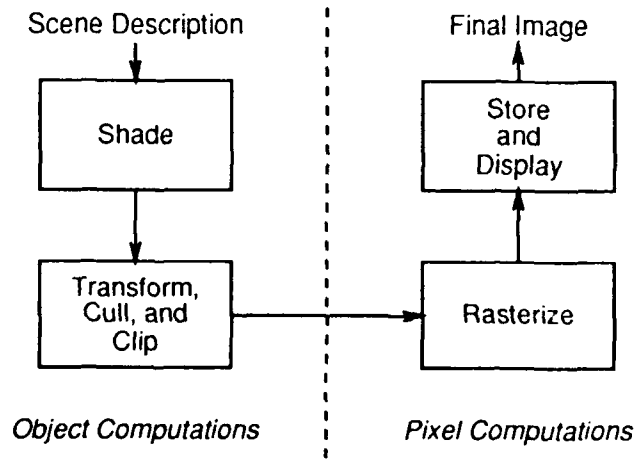 Scene Description
Shade
Transform,
Cull, and
Clip
Object Computations
Final Image
Store
and
Display
Rasterize
Pixel Computations